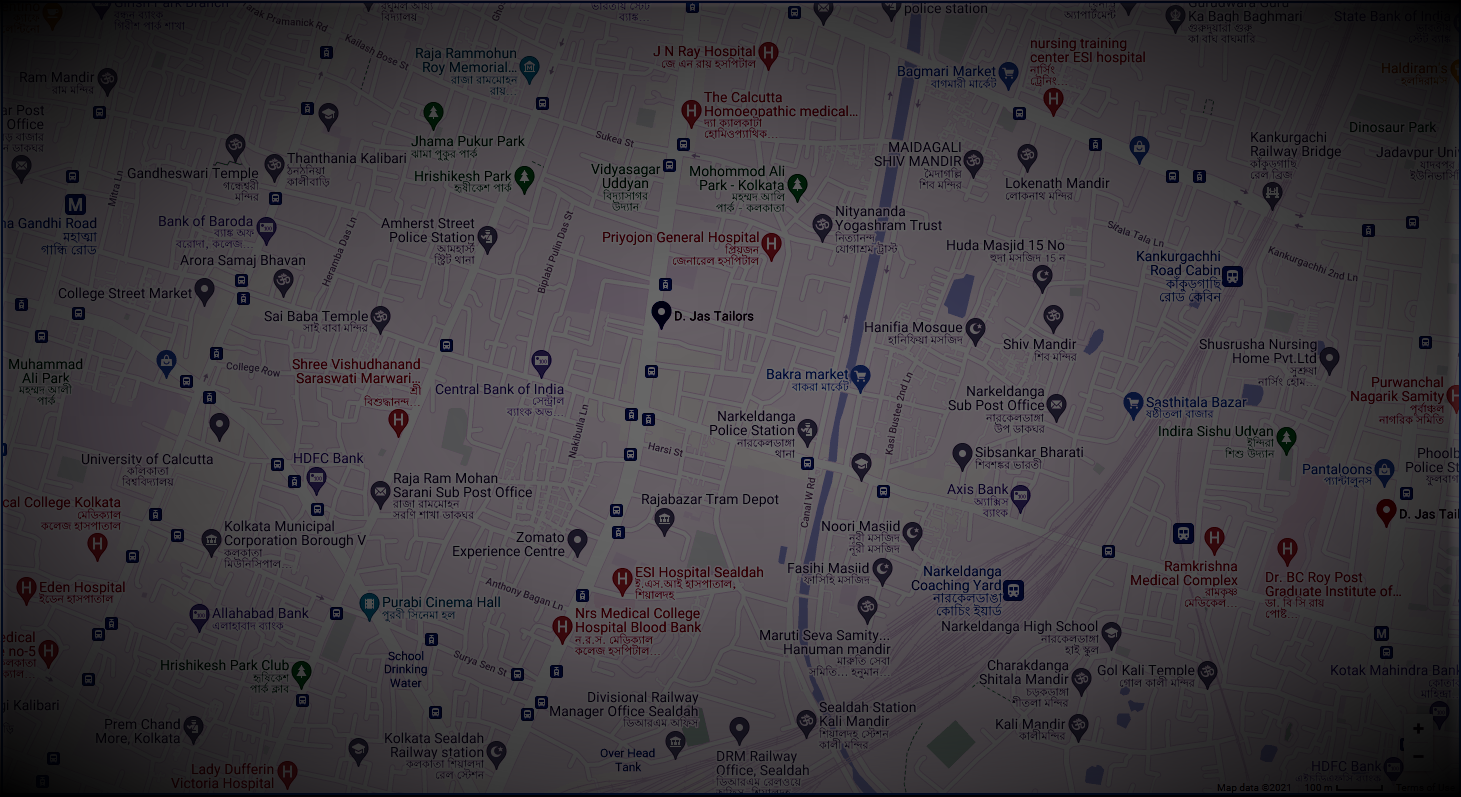 police station
J N Ray Hospital
জে এন রায় হসপিটাল
nursing training
center ESI hospital
নার্সিং
ট্রেনিং...
Ka Bagh Baghmari
State Bank of
Tarak Pramanick Rd
Kailash Bose St
Raja Rammohun
Roy Memorial...
রাজা রামমোহন
রায়...
Bagmari Market
বাগমারী মার্কেট
Haldiram's
Ram Mandir
রাম মন্দির
The Calcutta
Homoeopathic medical...
দ্যা ক্যালকাটা
হোমিওপ্যাথিক...
Post
Office
Jhama Pukur Park
ঝামা পুকুর পার্ক
Sukea St
Dinosaur Park
Kankurgachi
Railway Bridge
কাঁকুড়গাছি
রেল ব্রিজ
MAIDAGALI
SHIV MANDIR
মৈদাগলি
শিব মন্দির
Thanthania Kalibari
ঠনঠনিয়া
কালীবাড়ি
Gandheswari Temple
গন্ধেশ্বরী
মন্দির
Hrishikesh Park
হৃষীকেশ পার্ক
Vidyasagar
Uddyan
বিদ্যাসাগর
উদ্যান
Mohommod Ali
Park - Kolkata
মহম্মদ আলি
পার্ক - কলকাতা
Lokenath Mandir
লোকনাথ মন্দির
Mitra Ln
M
Gandhi Road
মহাত্মা
গান্ধি রোড
Bank of Baroda
ব্যাংক অফ
বরোদা, কলেজ...
Amherst Street
Police Station
আমহার্স্ট
স্ট্রিট থানা
Nityananda
Yogashram Trust
নিত্যানন্দ
যোগাশ্রম ট্রাস্ট
Priyojon General Hospital
প্রিয়জন
জেনারেল হসপিটাল
Huda Masjid 15 No
হুদা মসজিদ 15 ন
Sifala Tala Ln
Kankurgachhi 2nd Ln
Kankurgachhi
Road Cabin
কাঁকুড়গাছি
রোড কেবিন
Heramba Das Ln
Biplabi Pulin Das St
Arora Samaj Bhavan
College Street Market
Sai Baba Temple
সাই বাবা মন্দির
D. Jas Tailors
Hanifia Mosque
হানিফিয়া মসজিদ
Shiv Mandir
শিব মন্দির
Shusrusha Nursing
Home Pvt.Ltd
সুশ্রুষা
নার্সিং হোম...
Muhammad
Ali Park
মহম্মদ আলী
পার্ক
College Row
Shree Vishudhanand
Saraswati Marwari...
শ্রী
বিশুদ্ধানন্দ...
Central Bank of India
সেন্ট্রাল
ব্যাংক অভ...
Bakra market
বাকরা মার্কেট
Purwanchal
Nagarik Samity
পূর্বাঞ্চল
নাগরিক সমিতি
Narkeldanga
Sub Post Office
নারকেলডাঙ্গা
উপ ডাকঘর
Sasthitala Bazar
ষষ্ঠীতলা বাজার
Narkeldanga
Police Station
নারকেলডাঙ্গা
থানা
Nakibulla Ln
Kasi Bustee 2nd Ln
Harsi St
Indira Sishu Udvan
ইন্দিরা
শিশু উদ্যান
Sibsankar Bharati
শিবশঙ্কর ভারতী
University of Calcutta
কলিকাতা
বিশ্ববিদ্যালয়
HDFC Bank
Pantaloons
প্যান্টালুনস
Raja Ram Mohan
Sarani Sub Post Office
রাজা রামমোহন
সরণি শাখা ডাকঘর
Axis Bank
অ্যাক্সিস
ব্যাংক
Rajabazar Tram Depot
Canal W Rd
College Kolkata
মেডিক্যাল
কলেজ হাসপাতাল
D. Jas
Kolkata Municipal
Corporation Borough V
কলকাতা
মিউনিসিপাল...
Noori Masjid
নূরী মসজিদ
Zomato
Experience Centre
Fasihi Masjid
ফাসিহি মসজিদ
Ramkrishna
Medical Complex
রামকৃষ্ণ
মেডিকেল...
Dr. BC Roy Post
Graduate Institute of...
ডা. বি সি রায়
পোস্ট...
Narkeldanga
Coaching Yard
নারকেলডাঙা
কোচিং ইয়ার্ড
ESI Hospital Sealdah
ই.এস.আই হাসপাতাল,
শিয়ালদহ
Eden Hospital
ইডেন হাসপাতাল
Anthony Bagan Ln
Allahabad Bank
এলাহাবাদ ব্যাংক
Purabi Cinema Hall
পুরবী সিনেমা হল
Nrs Medical College
Hospital Blood Bank
ন.র.স. মেডিক্যাল
কলেজ হসপিটাল...
Narkeldanga High School
নারকেলডাঙ্গা
হাই স্কুল
Maruti Seva Samity...
Hanuman mandir
মারুতি সেবা
সমিতি... হনুমান...
M
no-5
School
Drinking
Water
Surya Sen St
Hrishikesh Park Club
হৃষিকেশ
পার্ক ক্লাব
Charakdanga
Shitala Mandir
চড়কডাঙ্গা
শীতলা মন্দির
Gol Kali Temple
গোল কালী মন্দির
Kotak Mahindra Bank
Kalibari
Divisional Railway
Manager Office Sealdah
ডিআরএম অফিস
Sealdah Station
Kali Mandir
শিয়ালদহ স্টেশন
কালী মন্দির
Kali Mandir
কালীমন্দির
Prem Chand
More, Kolkata
Kolkata Sealdah
Railway station
কলকাতা শিয়ালদা
রেল স্টেশন
Over Head
Tank
DRM Railway
Office, Sealdah
ডিআরএম রেলওয়ে
Lady Dufferin
Victoria Hospital
HDFC Bank
Map data ©2021
100 m
Terms of